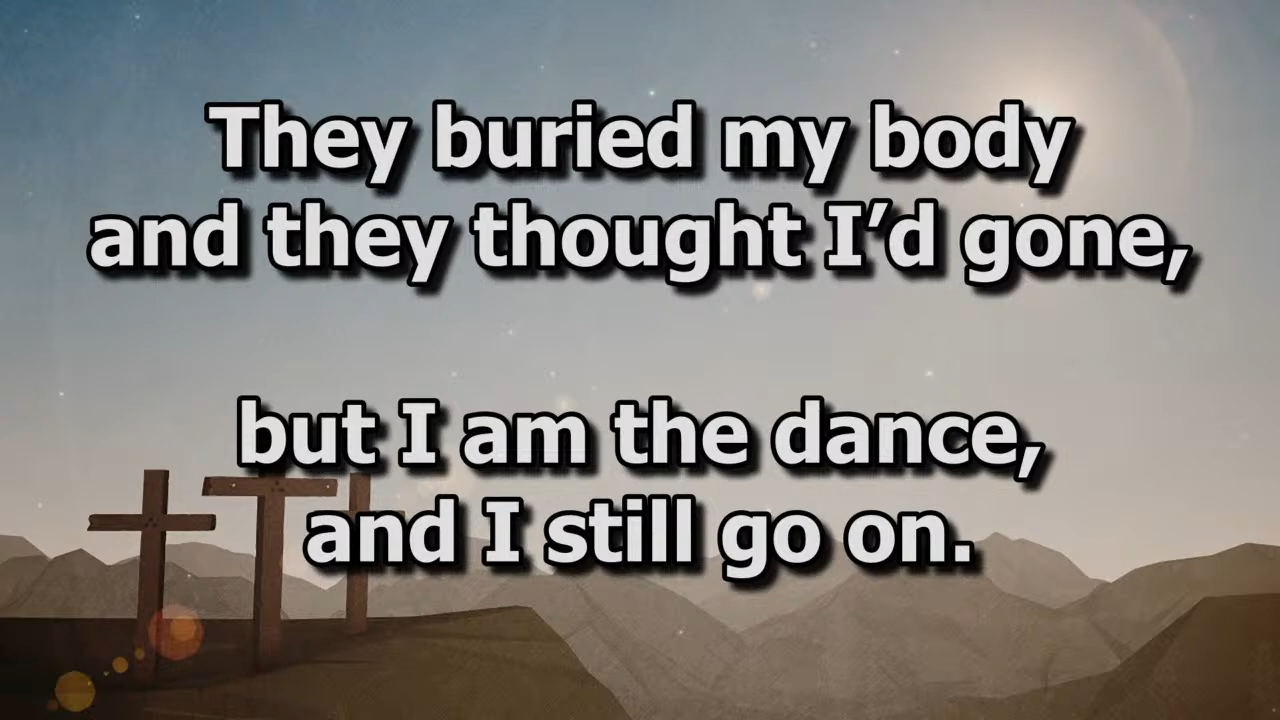 They buried my body
and they thought I’d gone,
but I am the dance,
and I still go on.